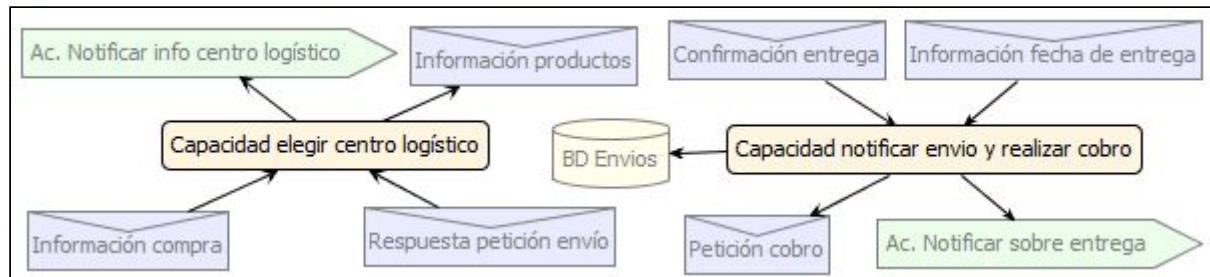 Ac. Notificar info centro logístico
Información productos
Confirmación entrega
Información fecha de entrega
Capacidad elegir centro logístico
BD Envios
Capacidad notificar envio y realizar cobro
Información compra
Respuesta petición envío
Petición cobro
Ac. Notificar sobre entrega